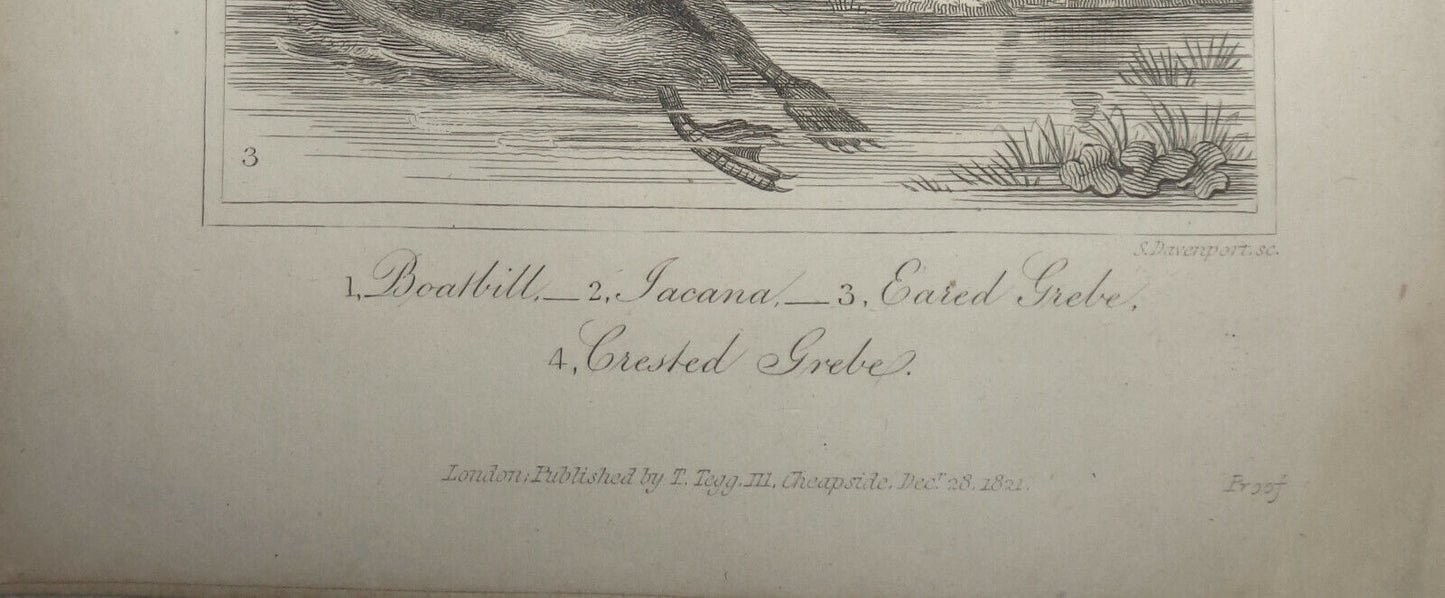 3
S. Davenport. sc.
1, Boatbill, — 2, Jacana, — 3, Eared Grebe,
4, Crested Grebe.
London; Published by T. Tegg. 111, Cheapside, Decr 28, 1821.
Proof